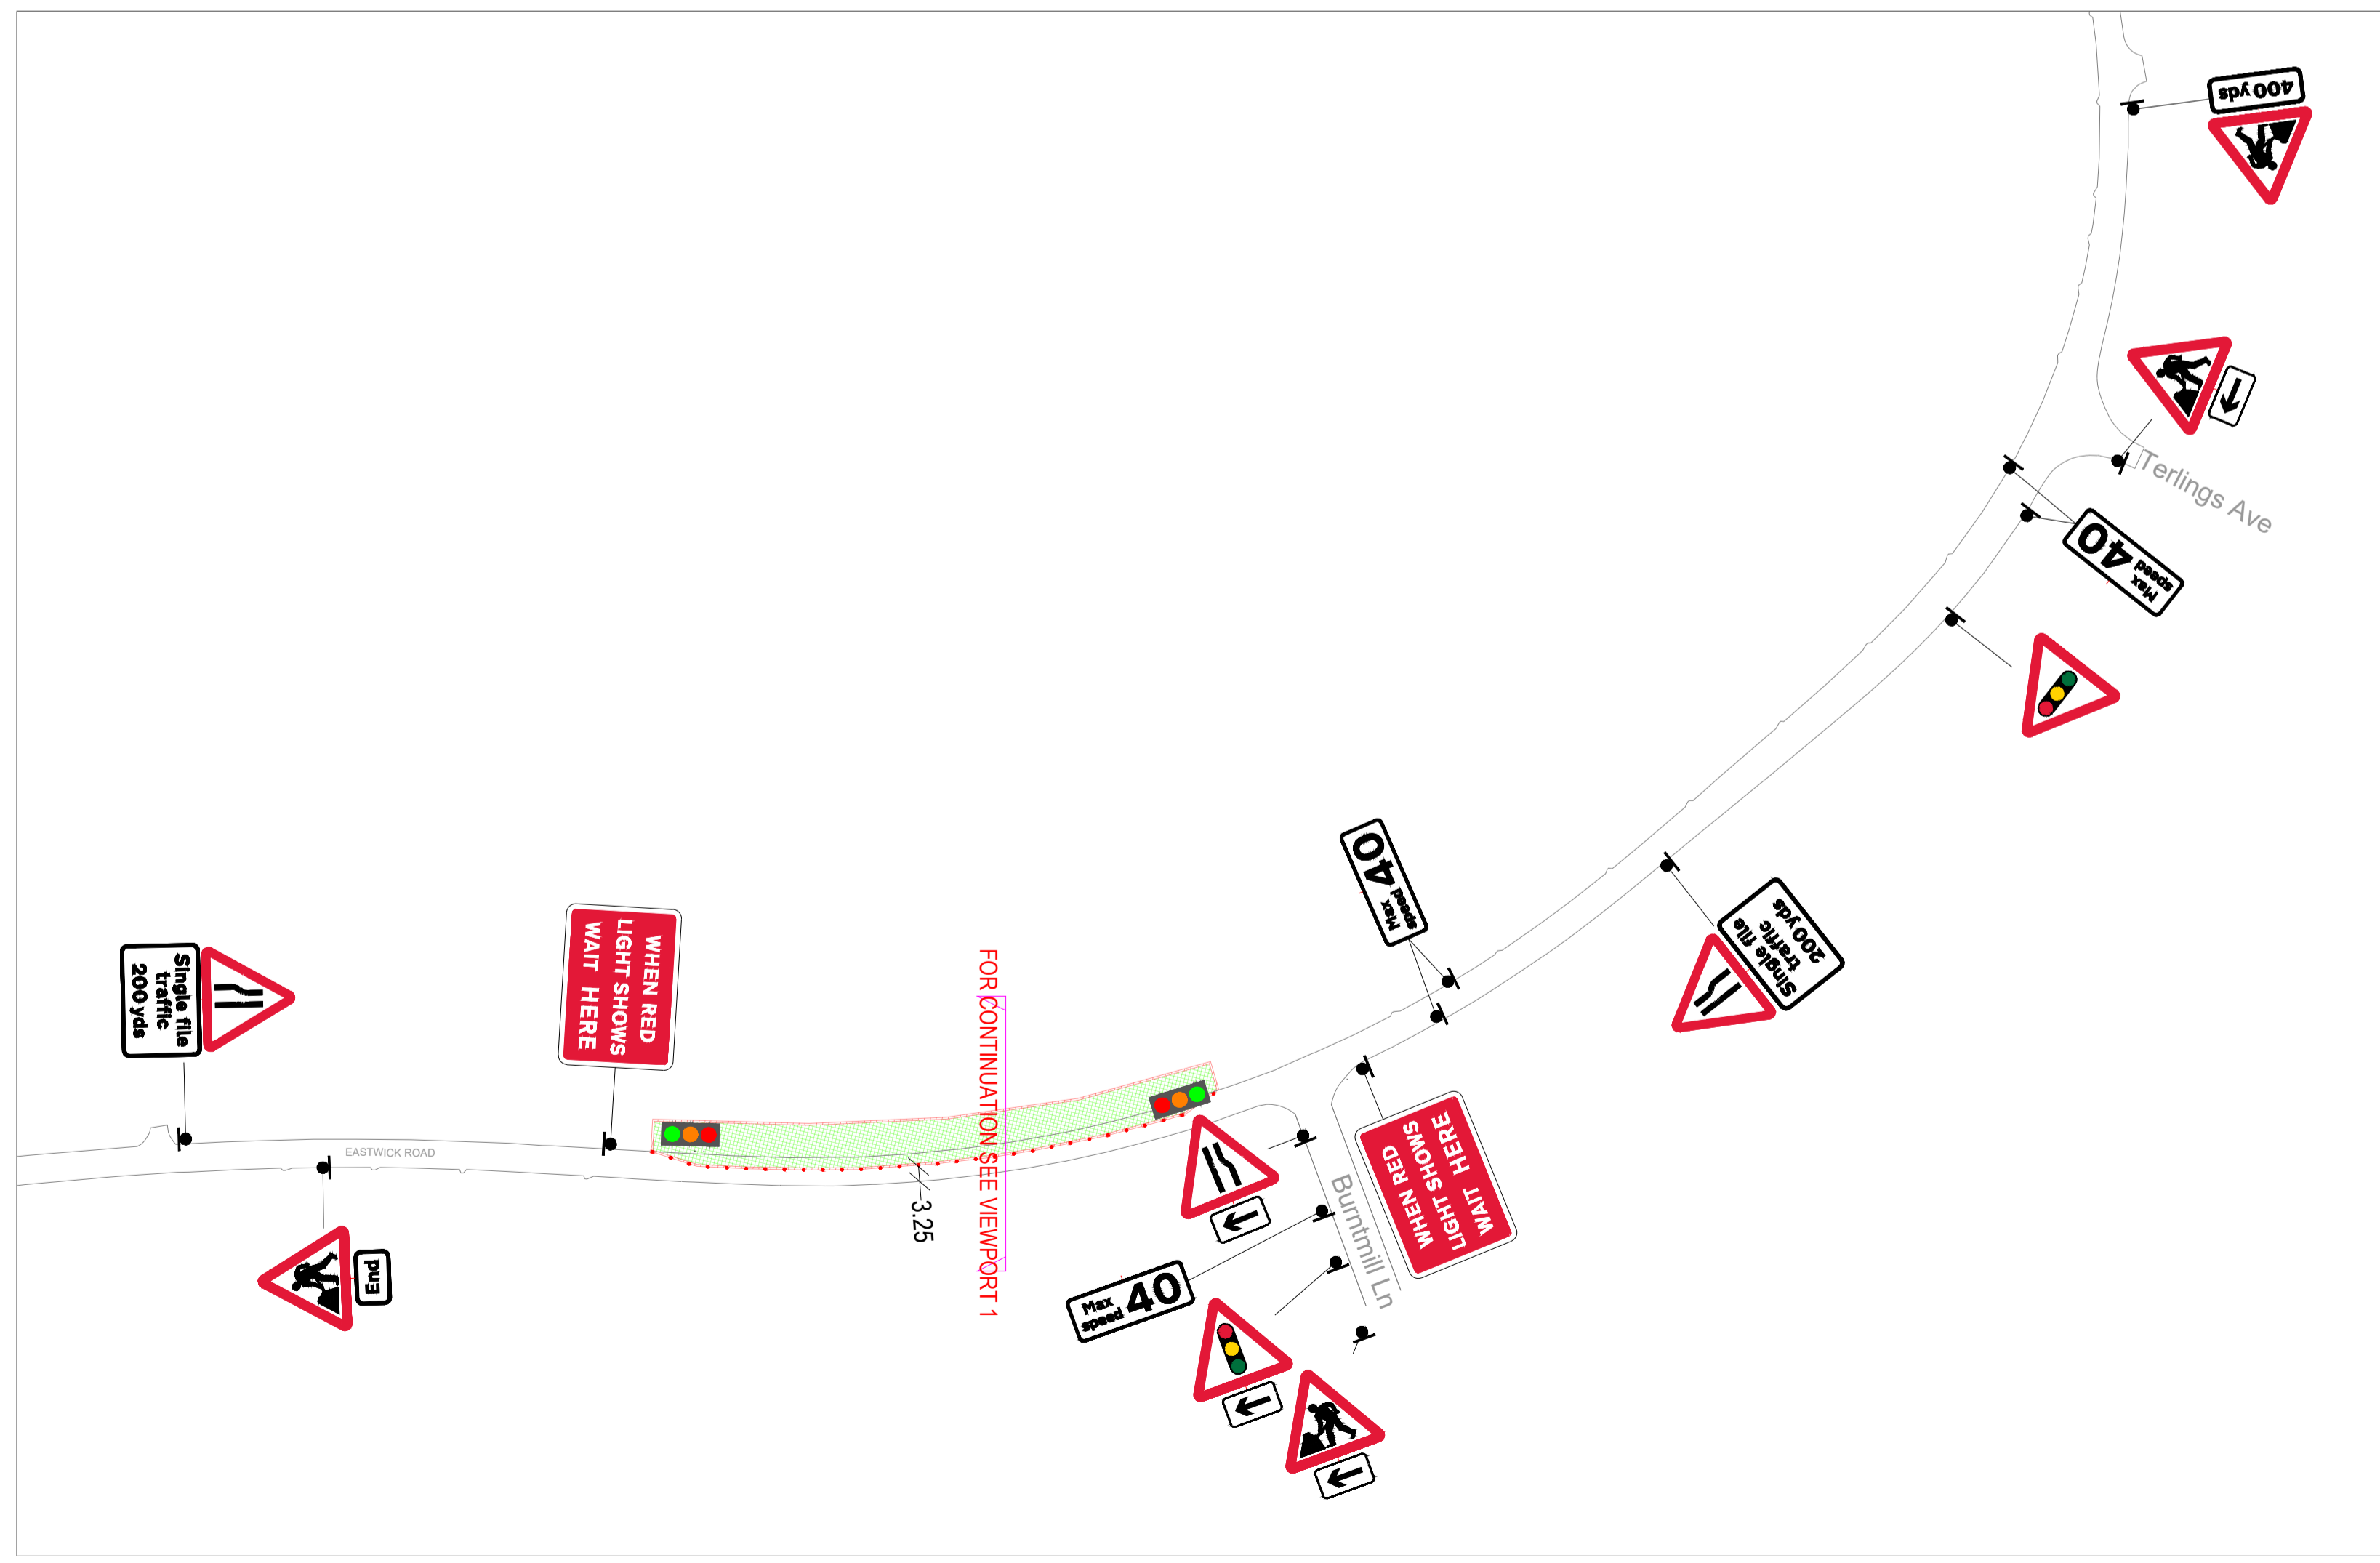 400 yds
Terlings Ave
Max
speed 40
Single file
traffic
200 yds
Max
speed 40
WHEN RED
LIGHT SHOWS
WAIT HERE
Single file
traffic
200 yds
EASTWICK ROAD
FOR CONTINUATION SEE VIEWPORT 1
3.25
WHEN RED
LIGHT SHOWS
WAIT HERE
Burntmill Ln
Max
speed 40
End